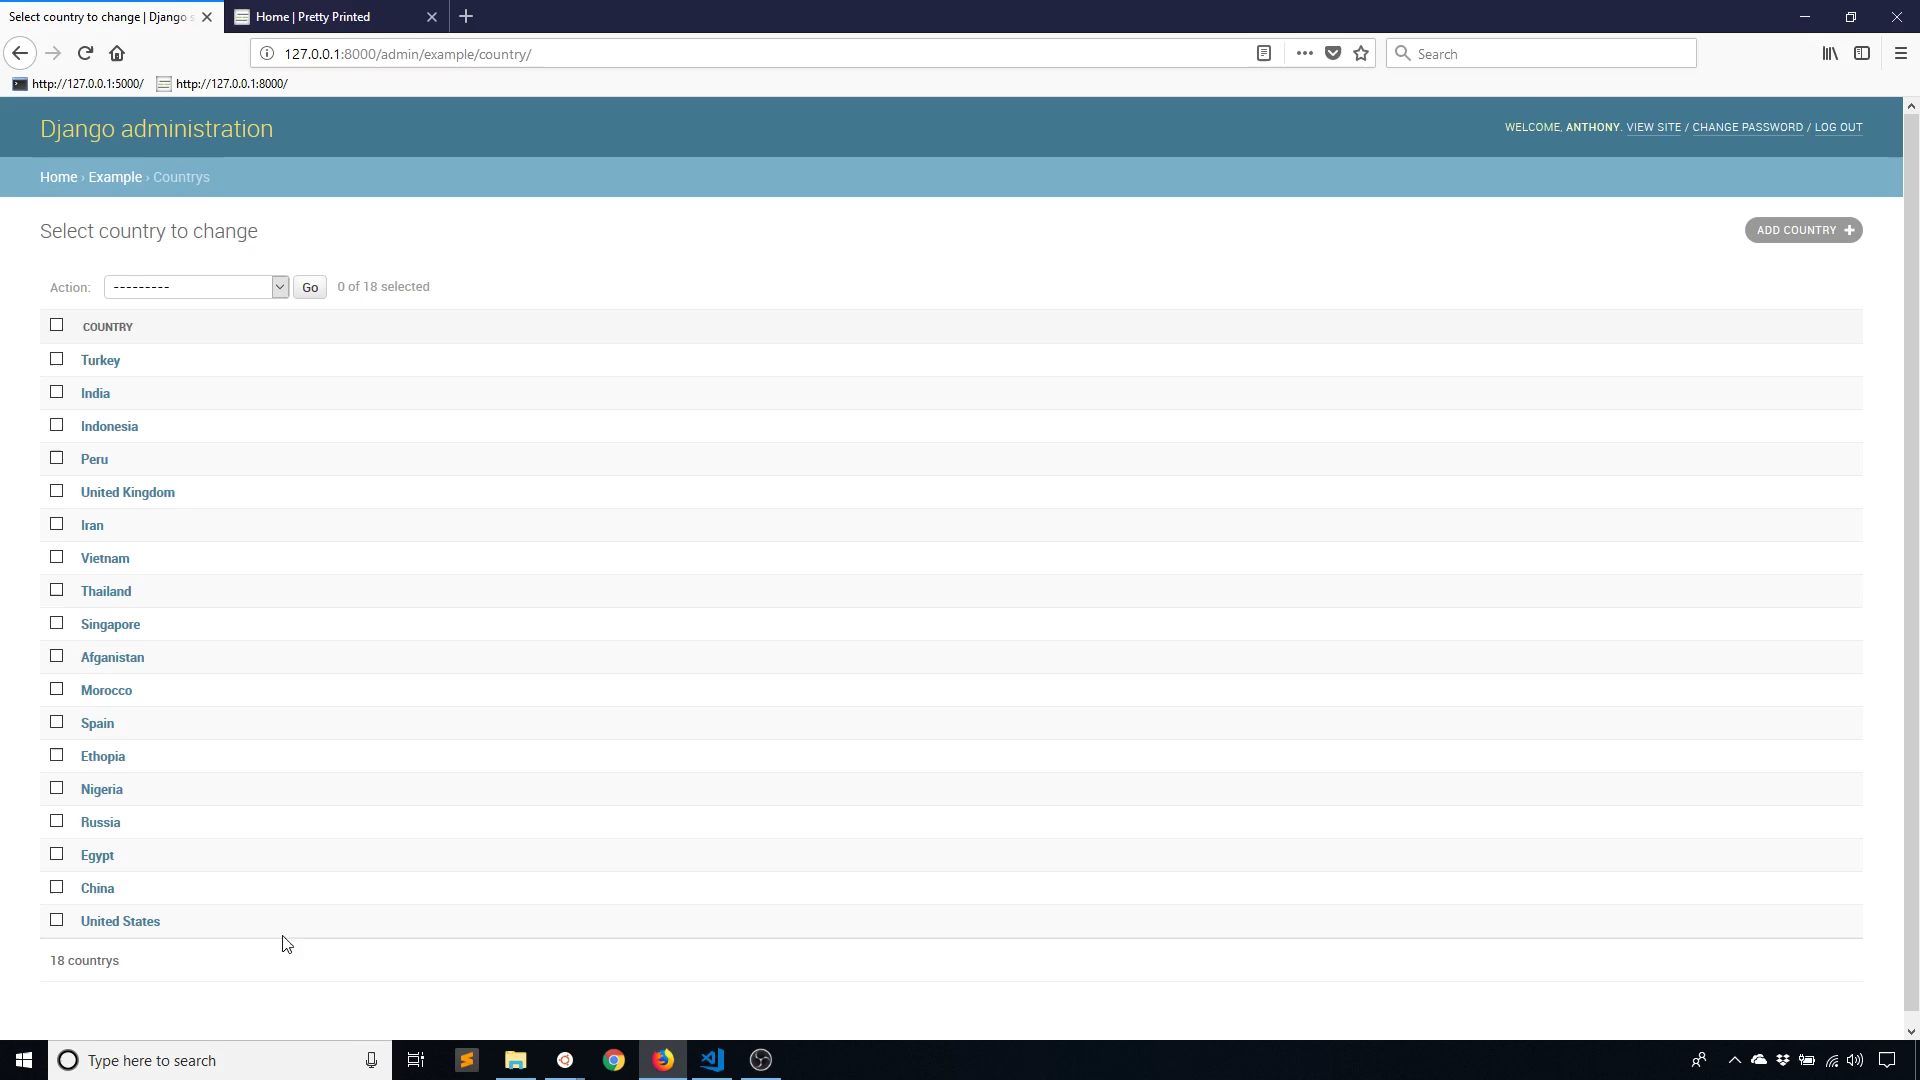 Select country to change | Django s
Home | Pretty Printed
127.0.0.1:8000/admin/example/country/
Search
http://127.0.0.1:5000/
http://127.0.0.1:8000/
Django administration
WELCOME, ANTHONY. VIEW SITE / CHANGE PASSWORD / LOG OUT
Home › Example › Countrys
Select country to change
ADD COUNTRY +
Action: --------- Go 0 of 18 selected
COUNTRY
Turkey
India
Indonesia
Peru
United Kingdom
Iran
Vietnam
Thailand
Singapore
Afganistan
Morocco
Spain
Ethopia
Nigeria
Russia
Egypt
China
United States
18 countrys
Type here to search